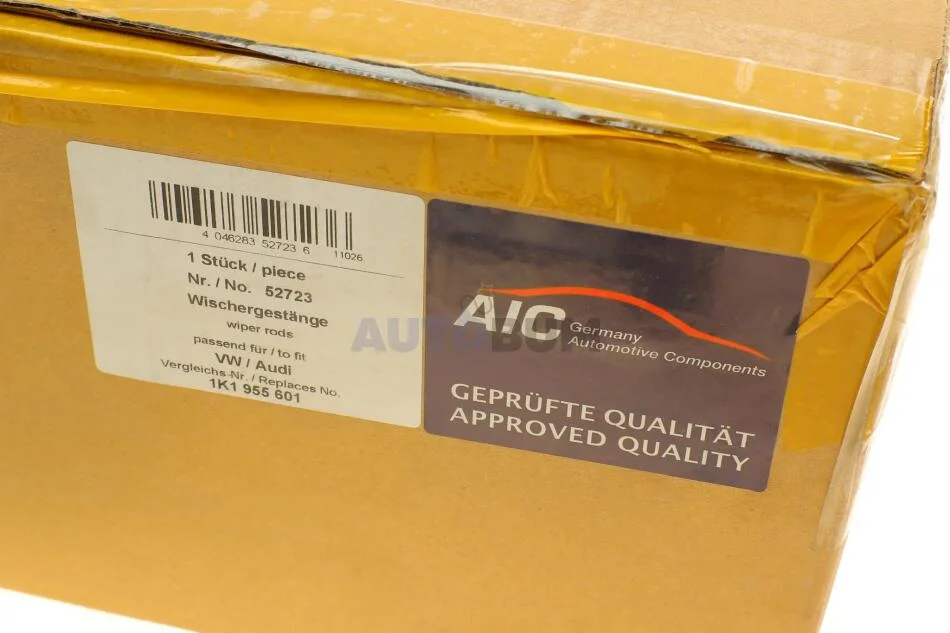 4 046283 52723 6 11026
1 Stück / piece
Nr. / No. 52723
Wischergestänge
wiper rods
passend für / to fit
VW / Audi
Vergleichs-Nr. / Replaces No.
1K1 955 601
AIC Germany
Automotive Components
GEPRÜFTE QUALITÄT
APPROVED QUALITY